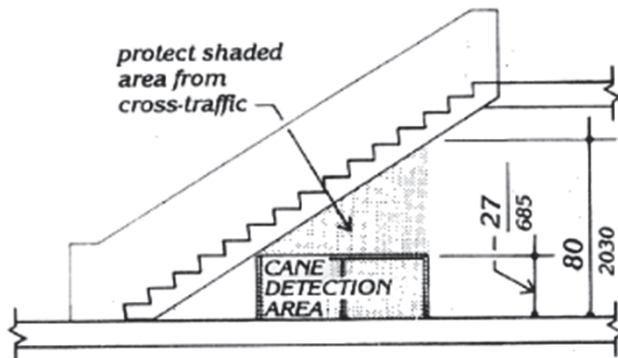 protect shaded
area from
cross-traffic
CANE
DETECTION
AREA
27
685
80
2030